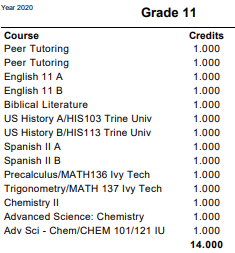 Year 2020
Grade 11
Course Credits
Peer Tutoring 1.000
Peer Tutoring 1.000
English 11 A 1.000
English 11 B 1.000
Biblical Literature 1.000
US History A/HIS103 Trine Univ 1.000
US History B/HIS113 Trine Univ 1.000
Spanish II A 1.000
Spanish II B 1.000
Precalculus/MATH136 Ivy Tech 1.000
Trigonometry/MATH 137 Ivy Tech 1.000
Chemistry II 1.000
Advanced Science: Chemistry 1.000
Adv Sci - Chem/CHEM 101/121 IU 1.000
14.000